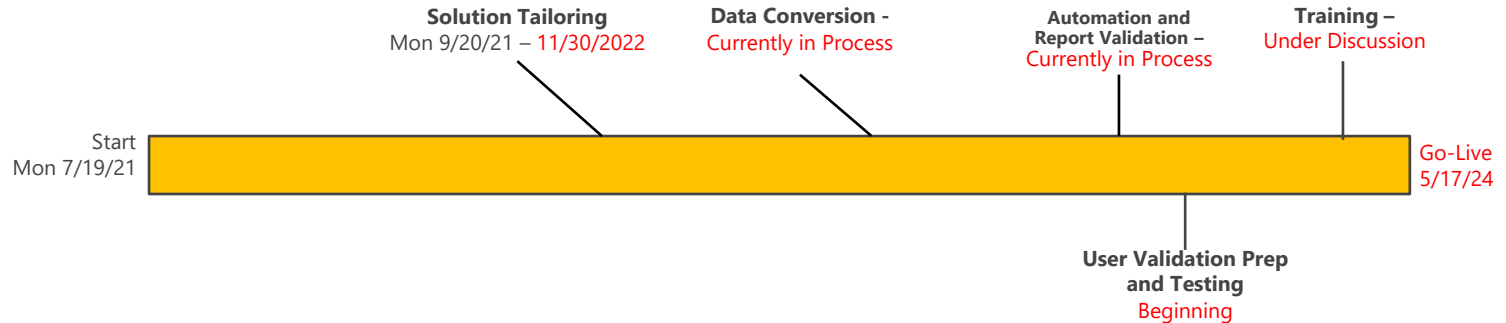 Solution Tailoring
Mon 9/20/21 – 11/30/2022
Data Conversion -
Currently in Process
Automation and
Report Validation –
Currently in Process
Training –
Under Discussion
Start
Mon 7/19/21
Go-Live
5/17/24
User Validation Prep
and Testing
Beginning